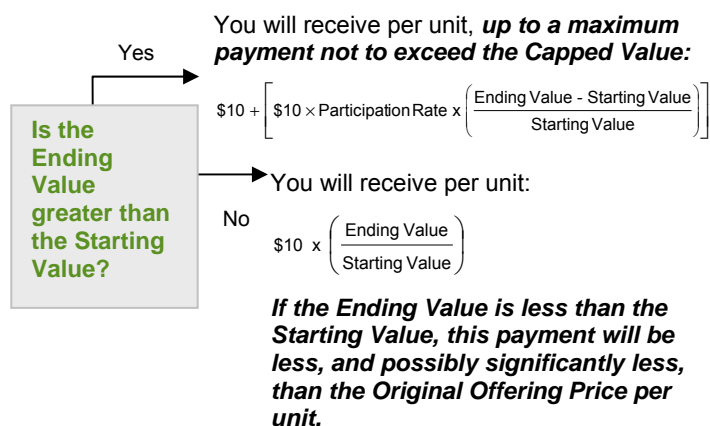 You will receive per unit, up to a maximum
payment not to exceed the Capped Value:
Yes
$10 + [$10 × Participation Rate x (Ending Value - Starting Value / Starting Value)]
Is the
Ending
Value
greater than
the Starting
Value?
You will receive per unit:
No
$10 x (Ending Value / Starting Value)
If the Ending Value is less than the
Starting Value, this payment will be
less, and possibly significantly less,
than the Original Offering Price per
unit.